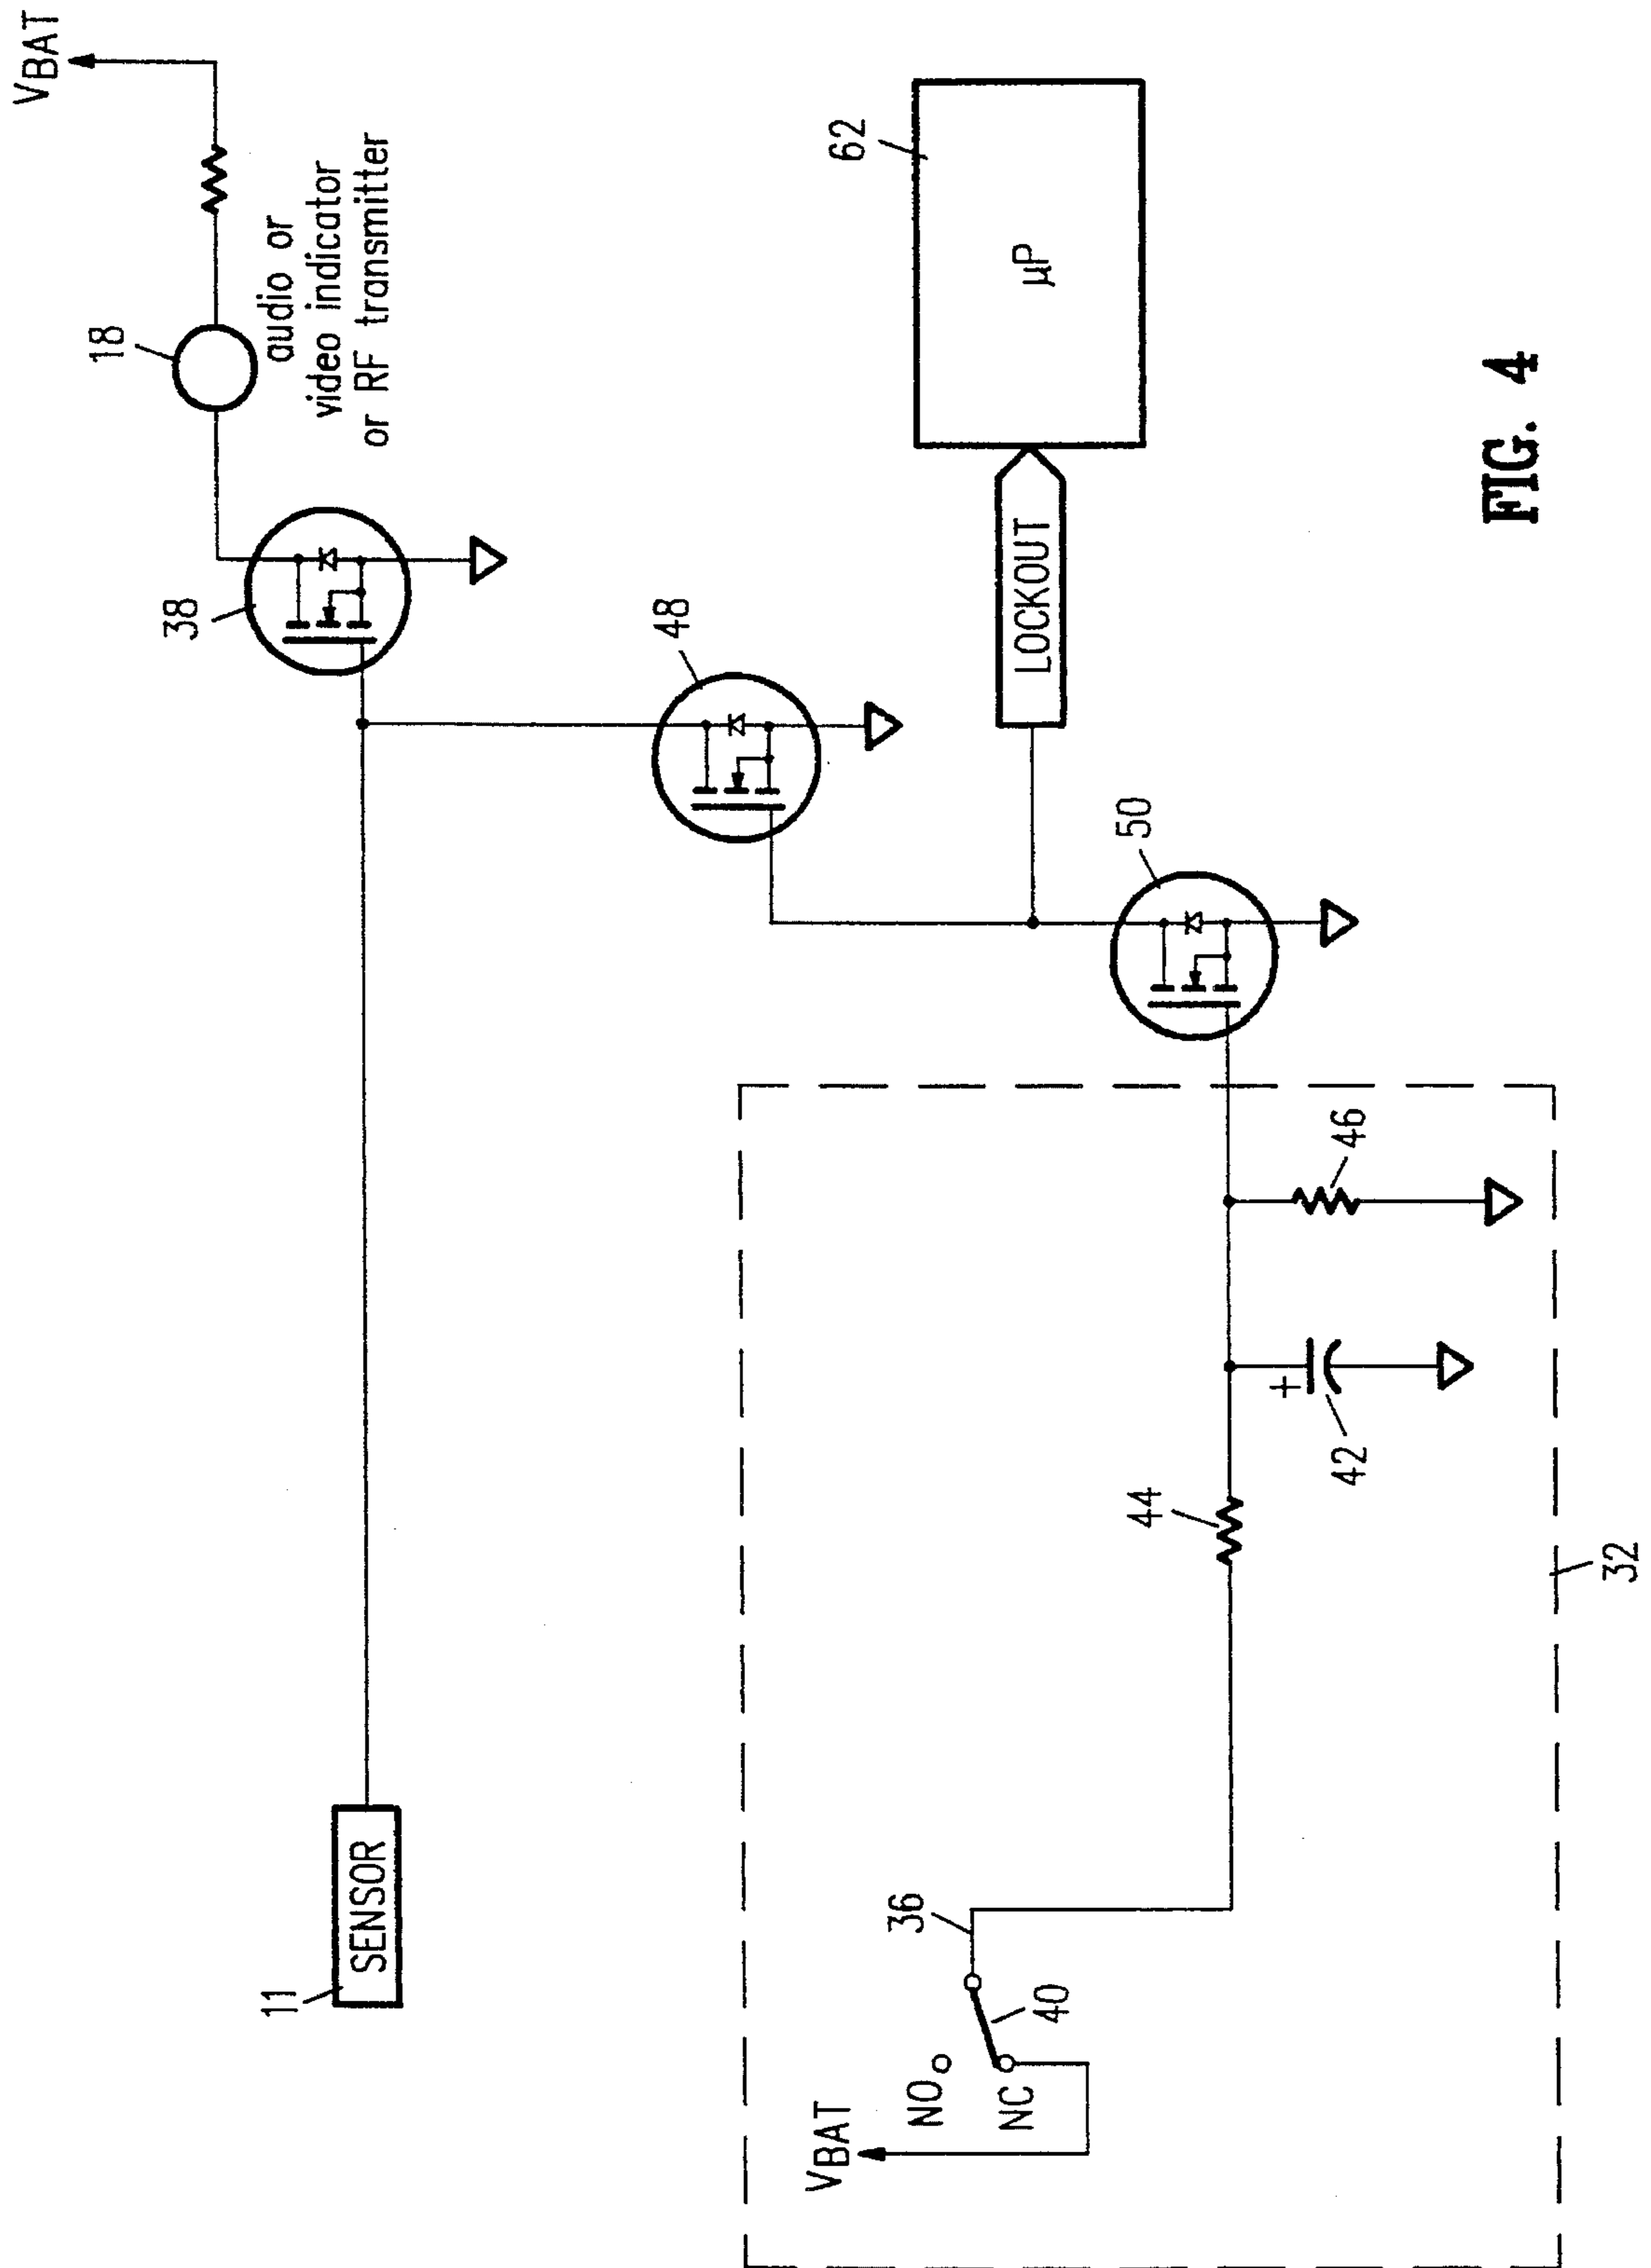 VBAT
18
audio or
video indicator
or RF transmitter
38
11
SENSOR
48
62
µP
LOCKOUT
50
VBAT
NO
NC
36
40
44
42
46
32
FIG. 4